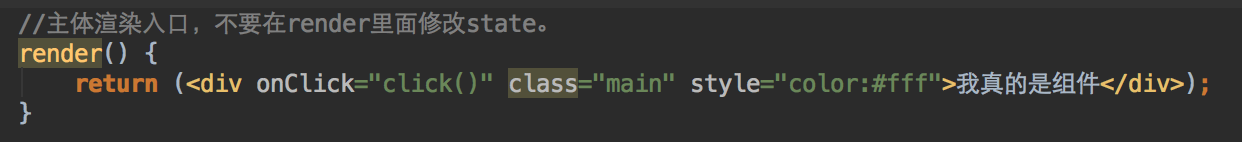 //主体渲染入口，不要在render里面修改state。
render() {
    return (<div onClick="click()" class="main" style="color:#fff">我真的是组件</div>);
}